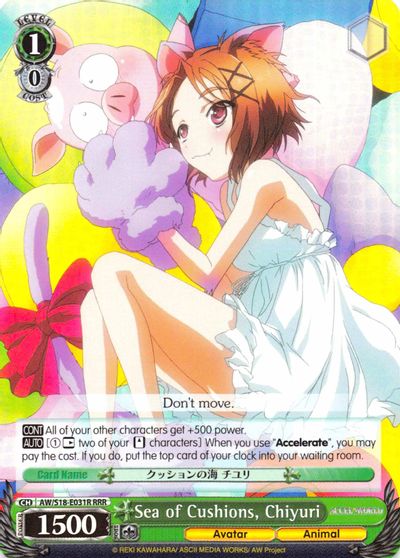 LEVEL
1
0
COST
Don't move.
CONT All of your other characters get +500 power.
AUTO [① two of your characters] When you use "Accelerate", you may
pay the cost. If you do, put the top card of your clock into your waiting room.
Card Name クッションの海 チユリ
CH AW/S18-E031R RRR
POWER 1500
Sea of Cushions, Chiyuri
Avatar Animal
© REKI KAWAHARA/ ASCII MEDIA WORKS/ AW Project